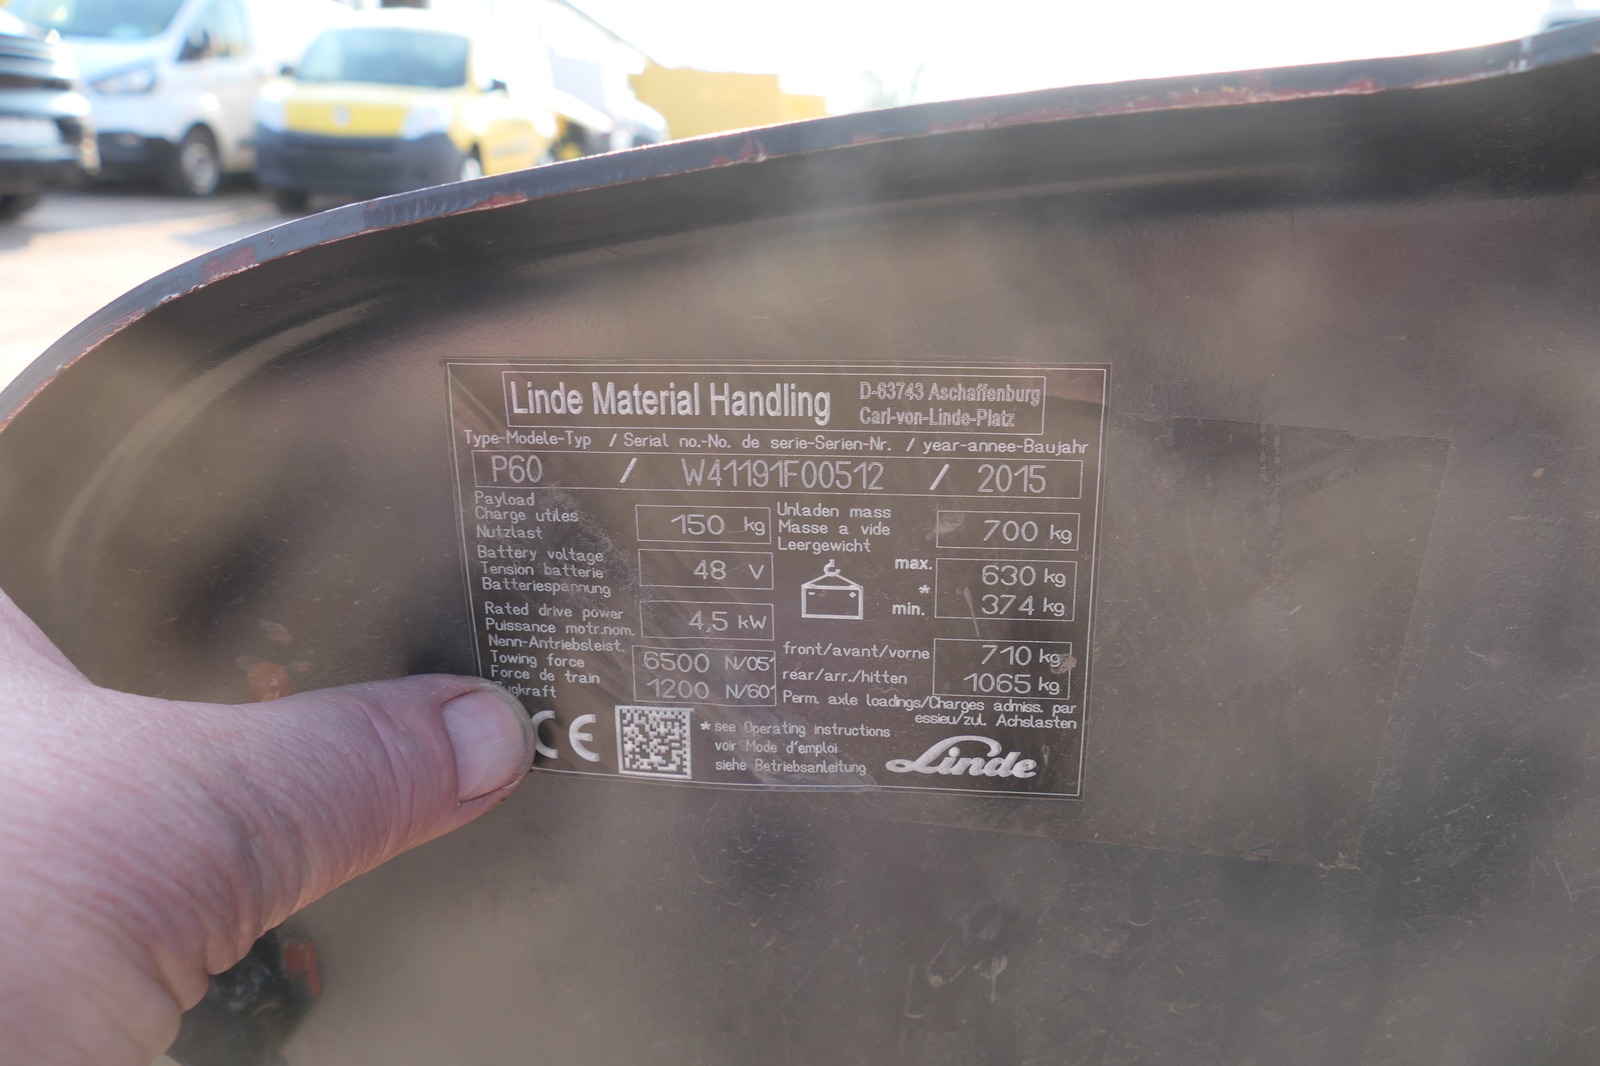 Linde Material Handling
D-63743 Aschaffenburg
Carl-von-Linde-Platz
Type-Modele-Typ / Serial no.-No. de serie-Serien-Nr. / year-annee-Baujahr
P60 / W41191F00512 / 2015
Payload
Charge utiles
Nutzlast
150 kg
Unladen mass
Masse a vide
Leergewicht
700 kg
Battery voltage
Tension batterie
Batteriespannung
48 V
max. 630 kg
*
min. 374 kg
Rated drive power
Puissance motr.nom.
Nenn-Antriebsleist.
4,5 kW
Towing force
Force de train
Zugkraft
6500 N/05'
1200 N/60'
front/avant/vorne 710 kg
rear/arr./hitten 1065 kg
Perm. axle loadings/Charges admiss. par
essieu/zul. Achslasten
CE
* see Operating instructions
voir Mode d'emploi
siehe Betriebsanleitung
Linde